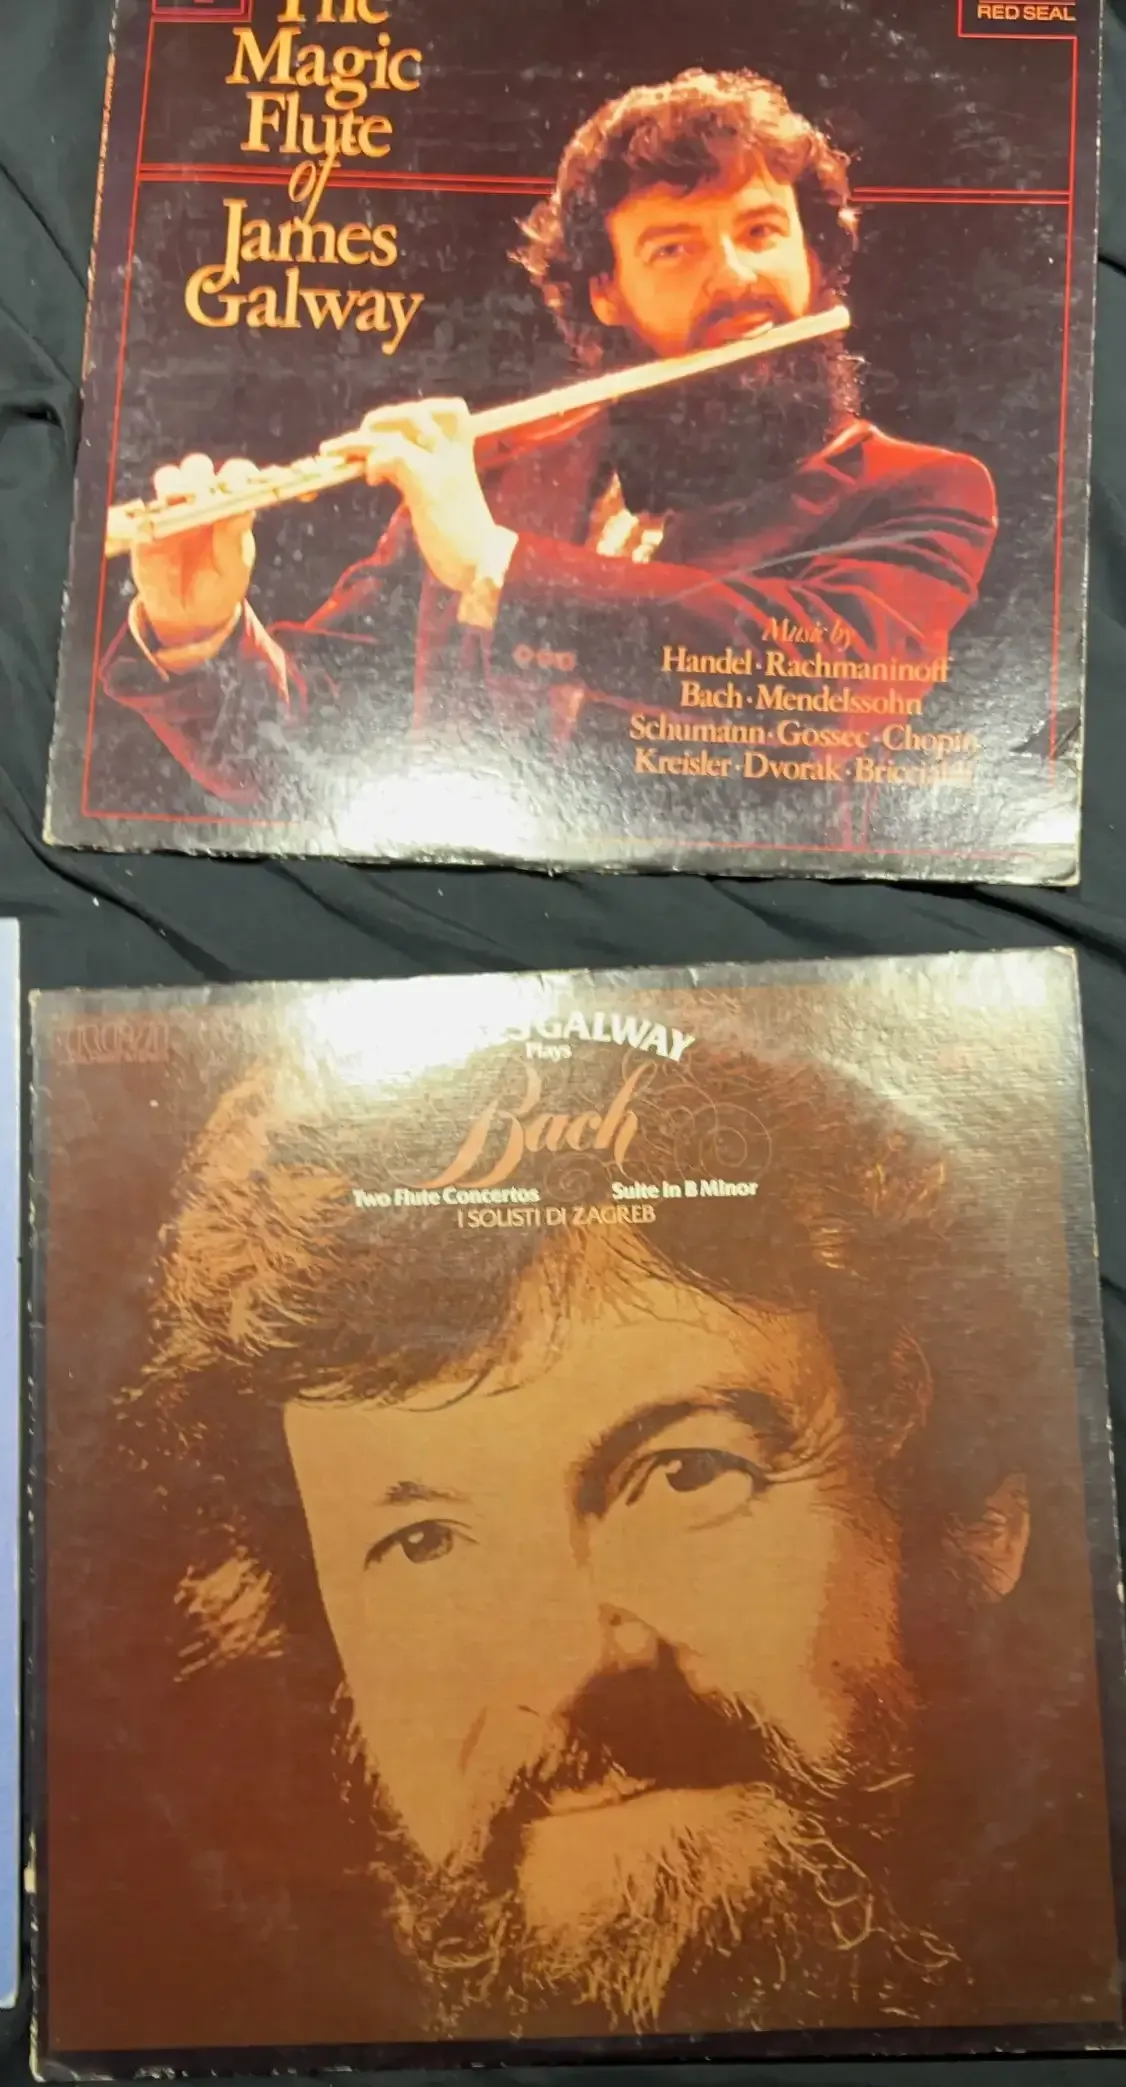 RED SEAL
The
Magic
Flute
of
James
Galway
Music by
Handel · Rachmaninoff
Bach · Mendelssohn
Schumann · Gossec · Chopin
Kreisler · Dvorak · Briccialdi
GALWAY
Plays
Bach
Two Flute Concertos Suite in B Minor
I SOLISTI DI ZAGREB